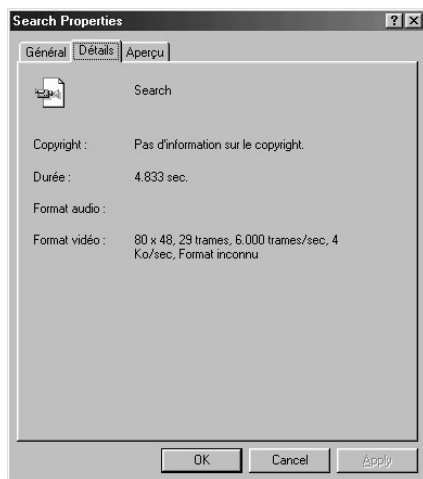 Search Properties
Général Détails Aperçu
Search
Copyright : Pas d'information sur le copyright.
Durée : 4.833 sec.
Format audio :
Format vidéo : 80 x 48, 29 trames, 6.000 trames/sec, 4
Ko/sec, Format inconnu
OK Cancel Apply